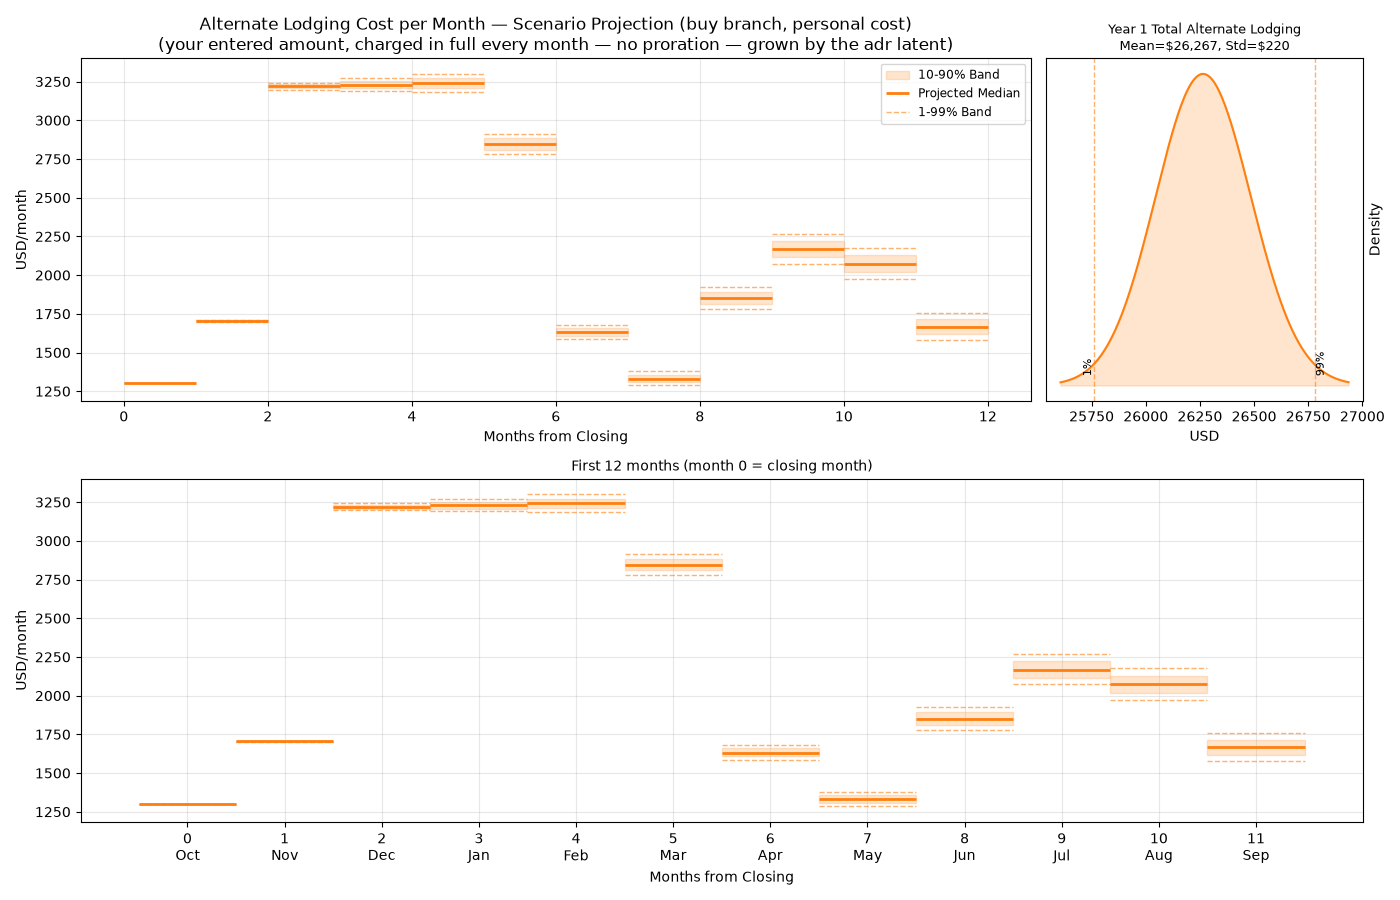 Alternate Lodging Cost per Month — Scenario Projection (buy branch, personal cost)
(your entered amount, charged in full every month — no proration — grown by the adr latent)
USD/month
3250
3000
2750
2500
2250
2000
1750
1500
1250
10-90% Band
Projected Median
1-99% Band
0 2 4 6 8 10 12
Months from Closing
Year 1 Total Alternate Lodging
Mean=$26,267, Std=$220
1%
99%
Density
25750 26000 26250 26500 26750 27000
USD
First 12 months (month 0 = closing month)
USD/month
3250
3000
2750
2500
2250
2000
1750
1500
1250
0 1 2 3 4 5 6 7 8 9 10 11
Oct Nov Dec Jan Feb Mar Apr May Jun Jul Aug Sep
Months from Closing